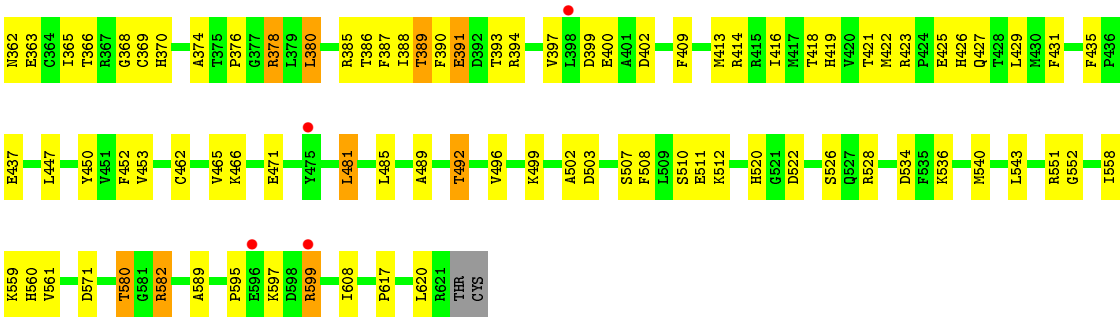 N362 E363 C364 I365 T366 R367 G368 C369 H370 A374 T375 P376 G377 R378 L379 L380 R385 T386 F387 I388 T389 F390 E391 D392 T393 R394 V397 L398 D399 E400 A401 D402 F409 M413 R414 R415 I416 M417 T418 H419 V420 T421 M422 R423 P424 E425 H426 Q427 T428 L429 M430 F431 F435 P436
E437 L447 Y450 V451 F452 V453 C462 V465 K466 E471 Y475 L481 L485 A489 T492 V496 K499 A502 D503 S507 F508 L509 S510 E511 K512 H520 G521 D522 S526 Q527 R528 D534 F535 K536 M540 L543 R551 G552 I558
K559 H560 V561 D571 T580 G581 R582 A589 P595 E596 K597 D598 R599 I608 P617 L620 R621 THR CYS